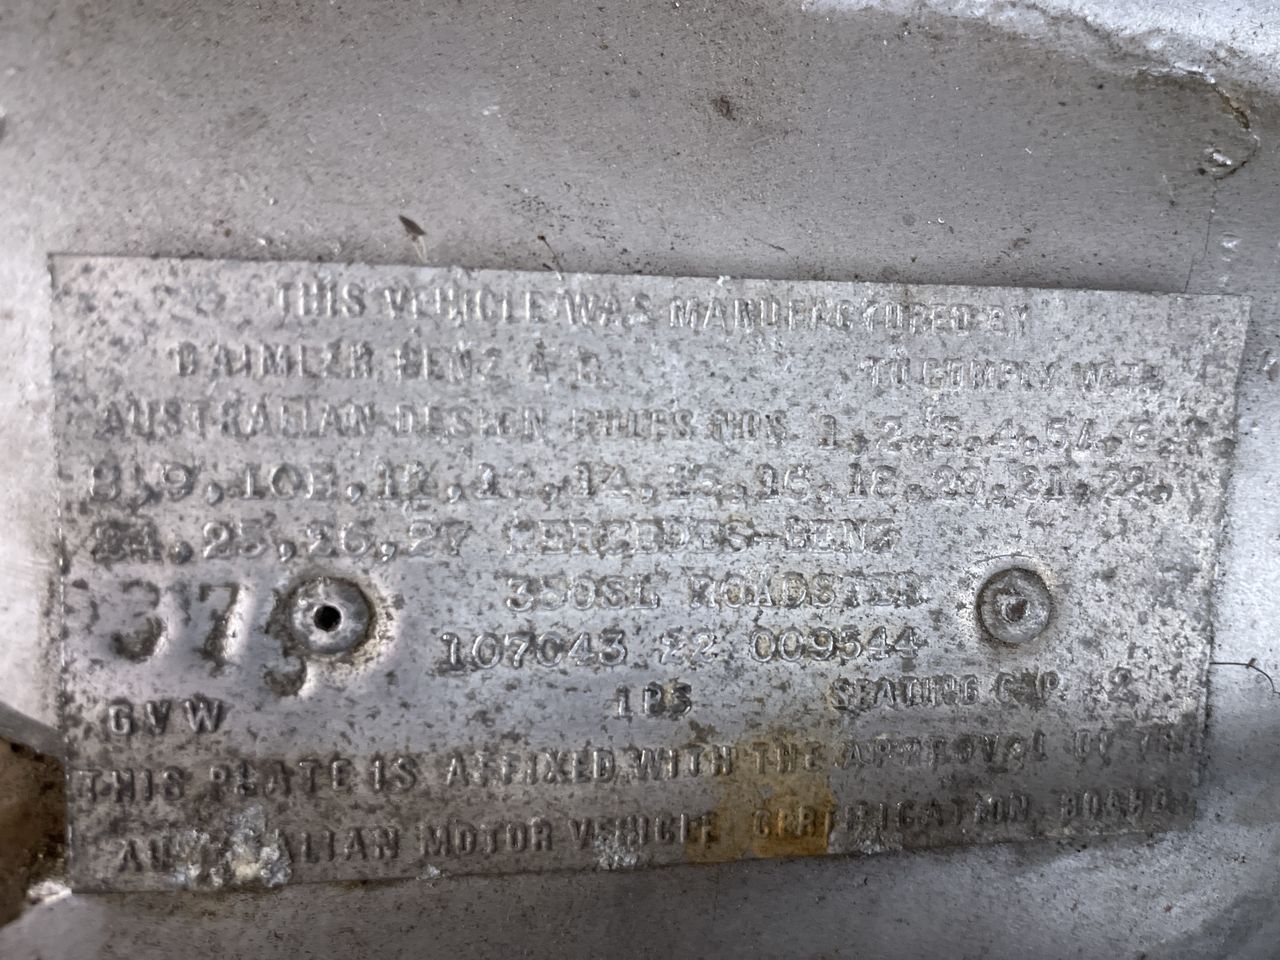 THIS VEHICLE WAS MANUFACTURED BY
DAIMLER BENZ A G. TO COMPLY WITH
AUSTRALIAN DESIGN RULES NOS. 1,2,3,4,5A,6,7
8,9,10B,11,12,14,15,16,18,20,21,22,
24,25,26,27 MERCEDES-BENZ
379 350SL ROADSTER
107043 22 009544
GVW SEATING CAP. 2
THIS PLATE IS AFFIXED WITH THE APPROVAL OF THE
AUSTRALIAN MOTOR VEHICLE CERTIFICATION BOARD